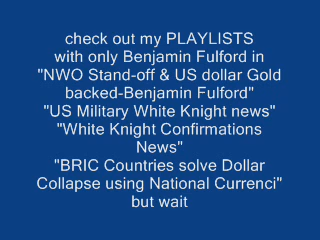 check out my PLAYLISTS
with only Benjamin Fulford in
"NWO Stand-off & US dollar Gold
backed-Benjamin Fulford"
"US Military White Knight news"
"White Knight Confirmations
News"
"BRIC Countries solve Dollar
Collapse using National Currenci"
but wait